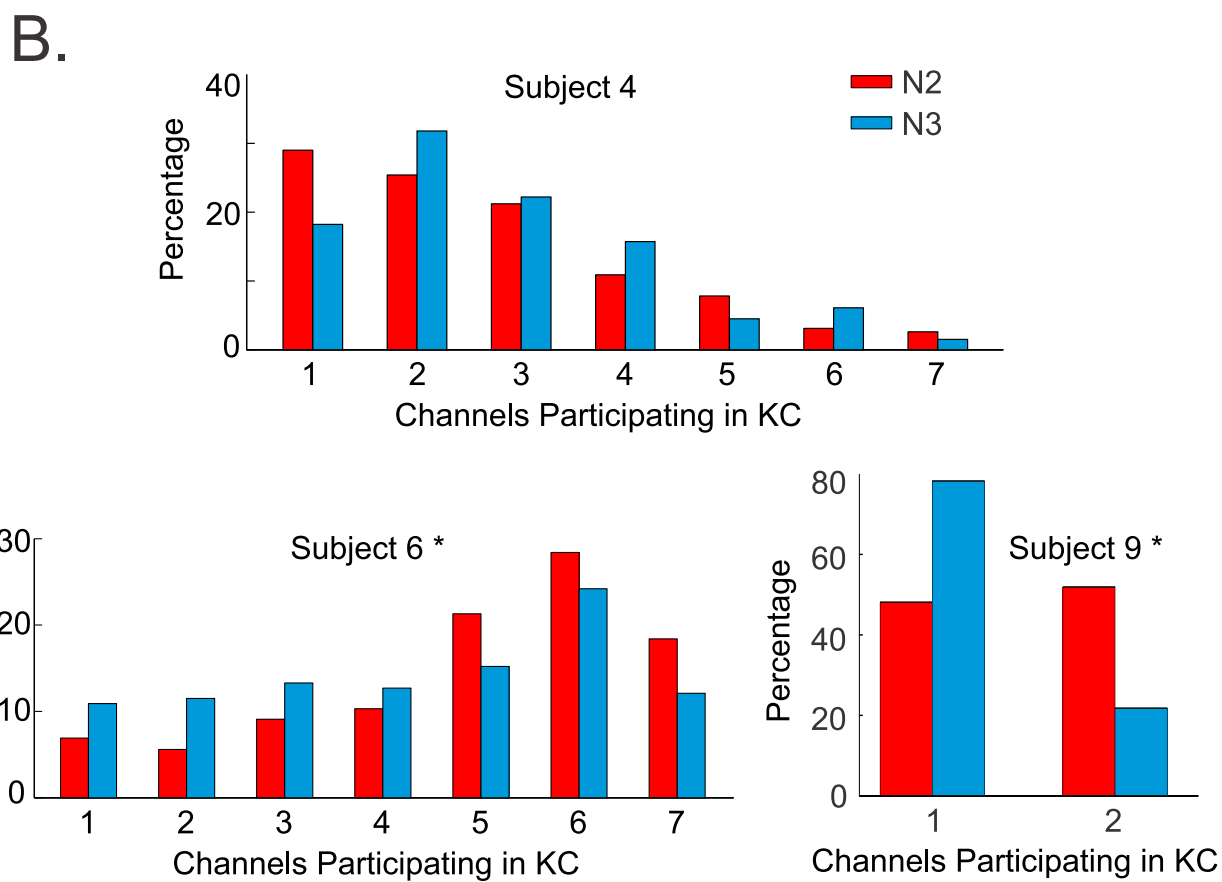 B.
40
Subject 4
N2
N3
Percentage
20
0
1 2 3 4 5 6 7
Channels Participating in KC
30
Subject 6 *
20
10
0
1 2 3 4 5 6 7
Channels Participating in KC
80
Subject 9 *
60
Percentage
40
20
0
1 2
Channels Participating in KC